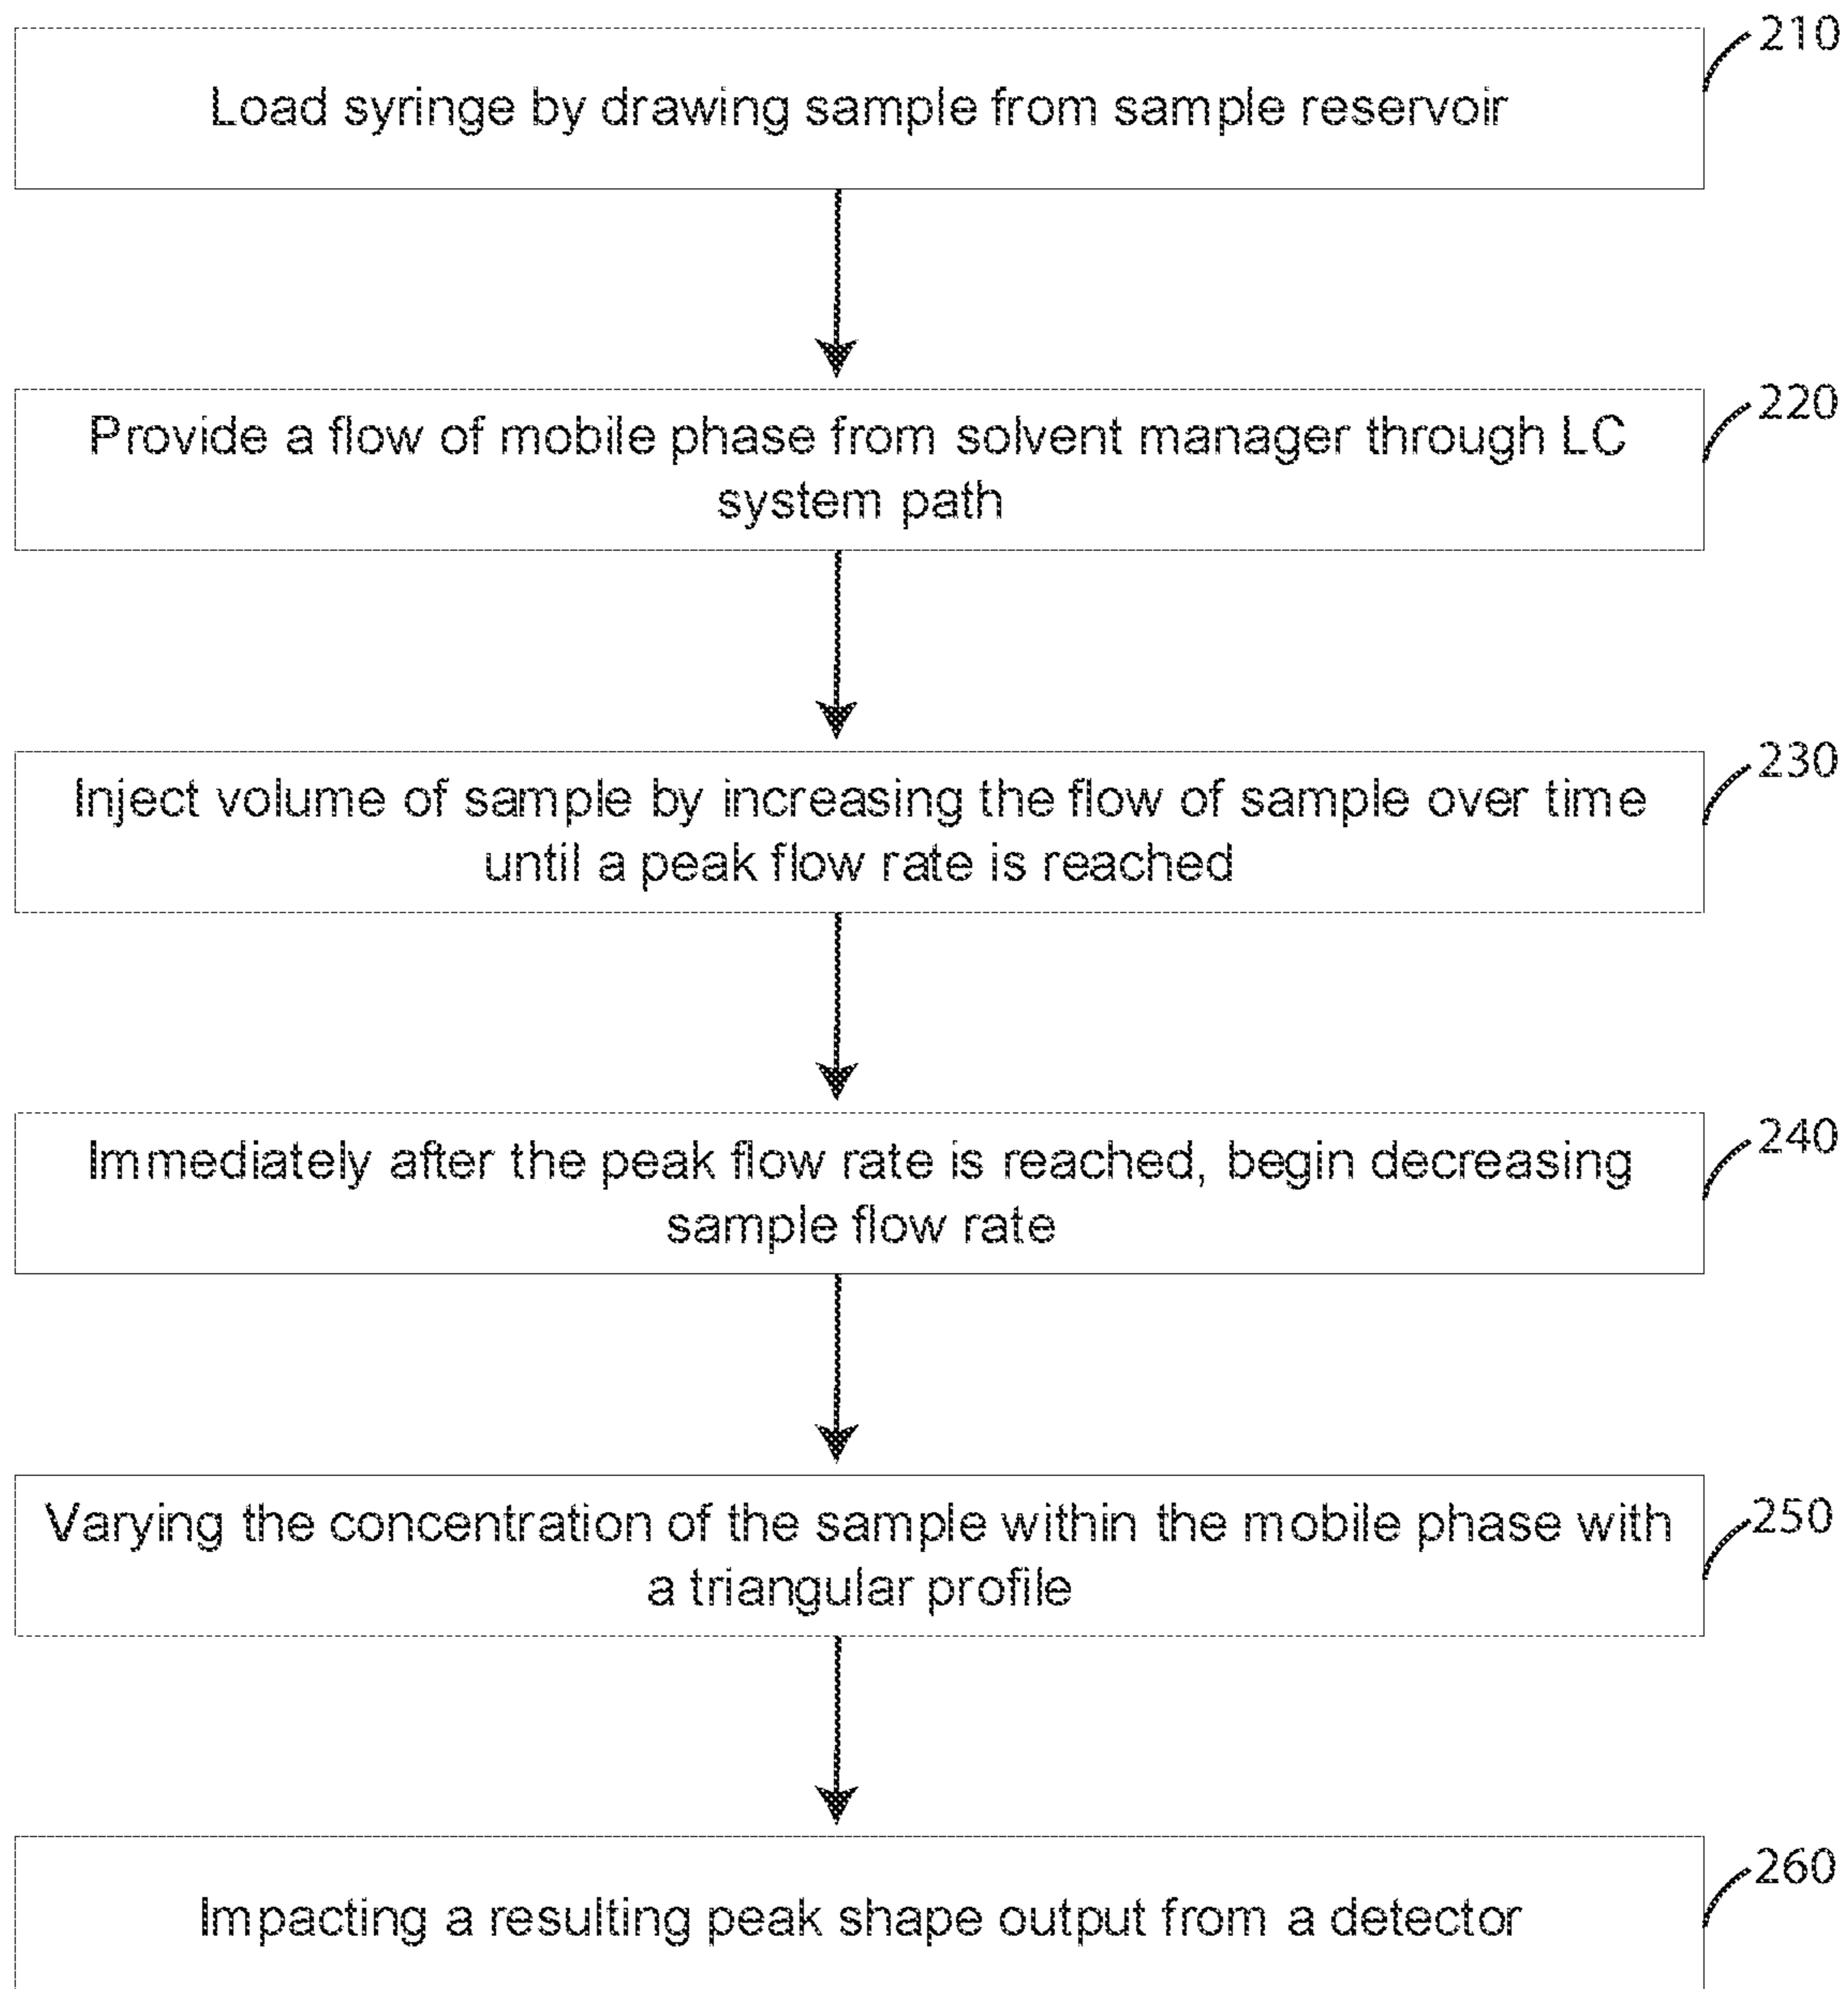 210
Load syringe by drawing sample from sample reservoir
220
Provide a flow of mobile phase from solvent manager through LC
system path
230
Inject volume of sample by increasing the flow of sample over time
until a peak flow rate is reached
240
Immediately after the peak flow rate is reached, begin decreasing
sample flow rate
250
Varying the concentration of the sample within the mobile phase with
a triangular profile
260
Impacting a resulting peak shape output from a detector